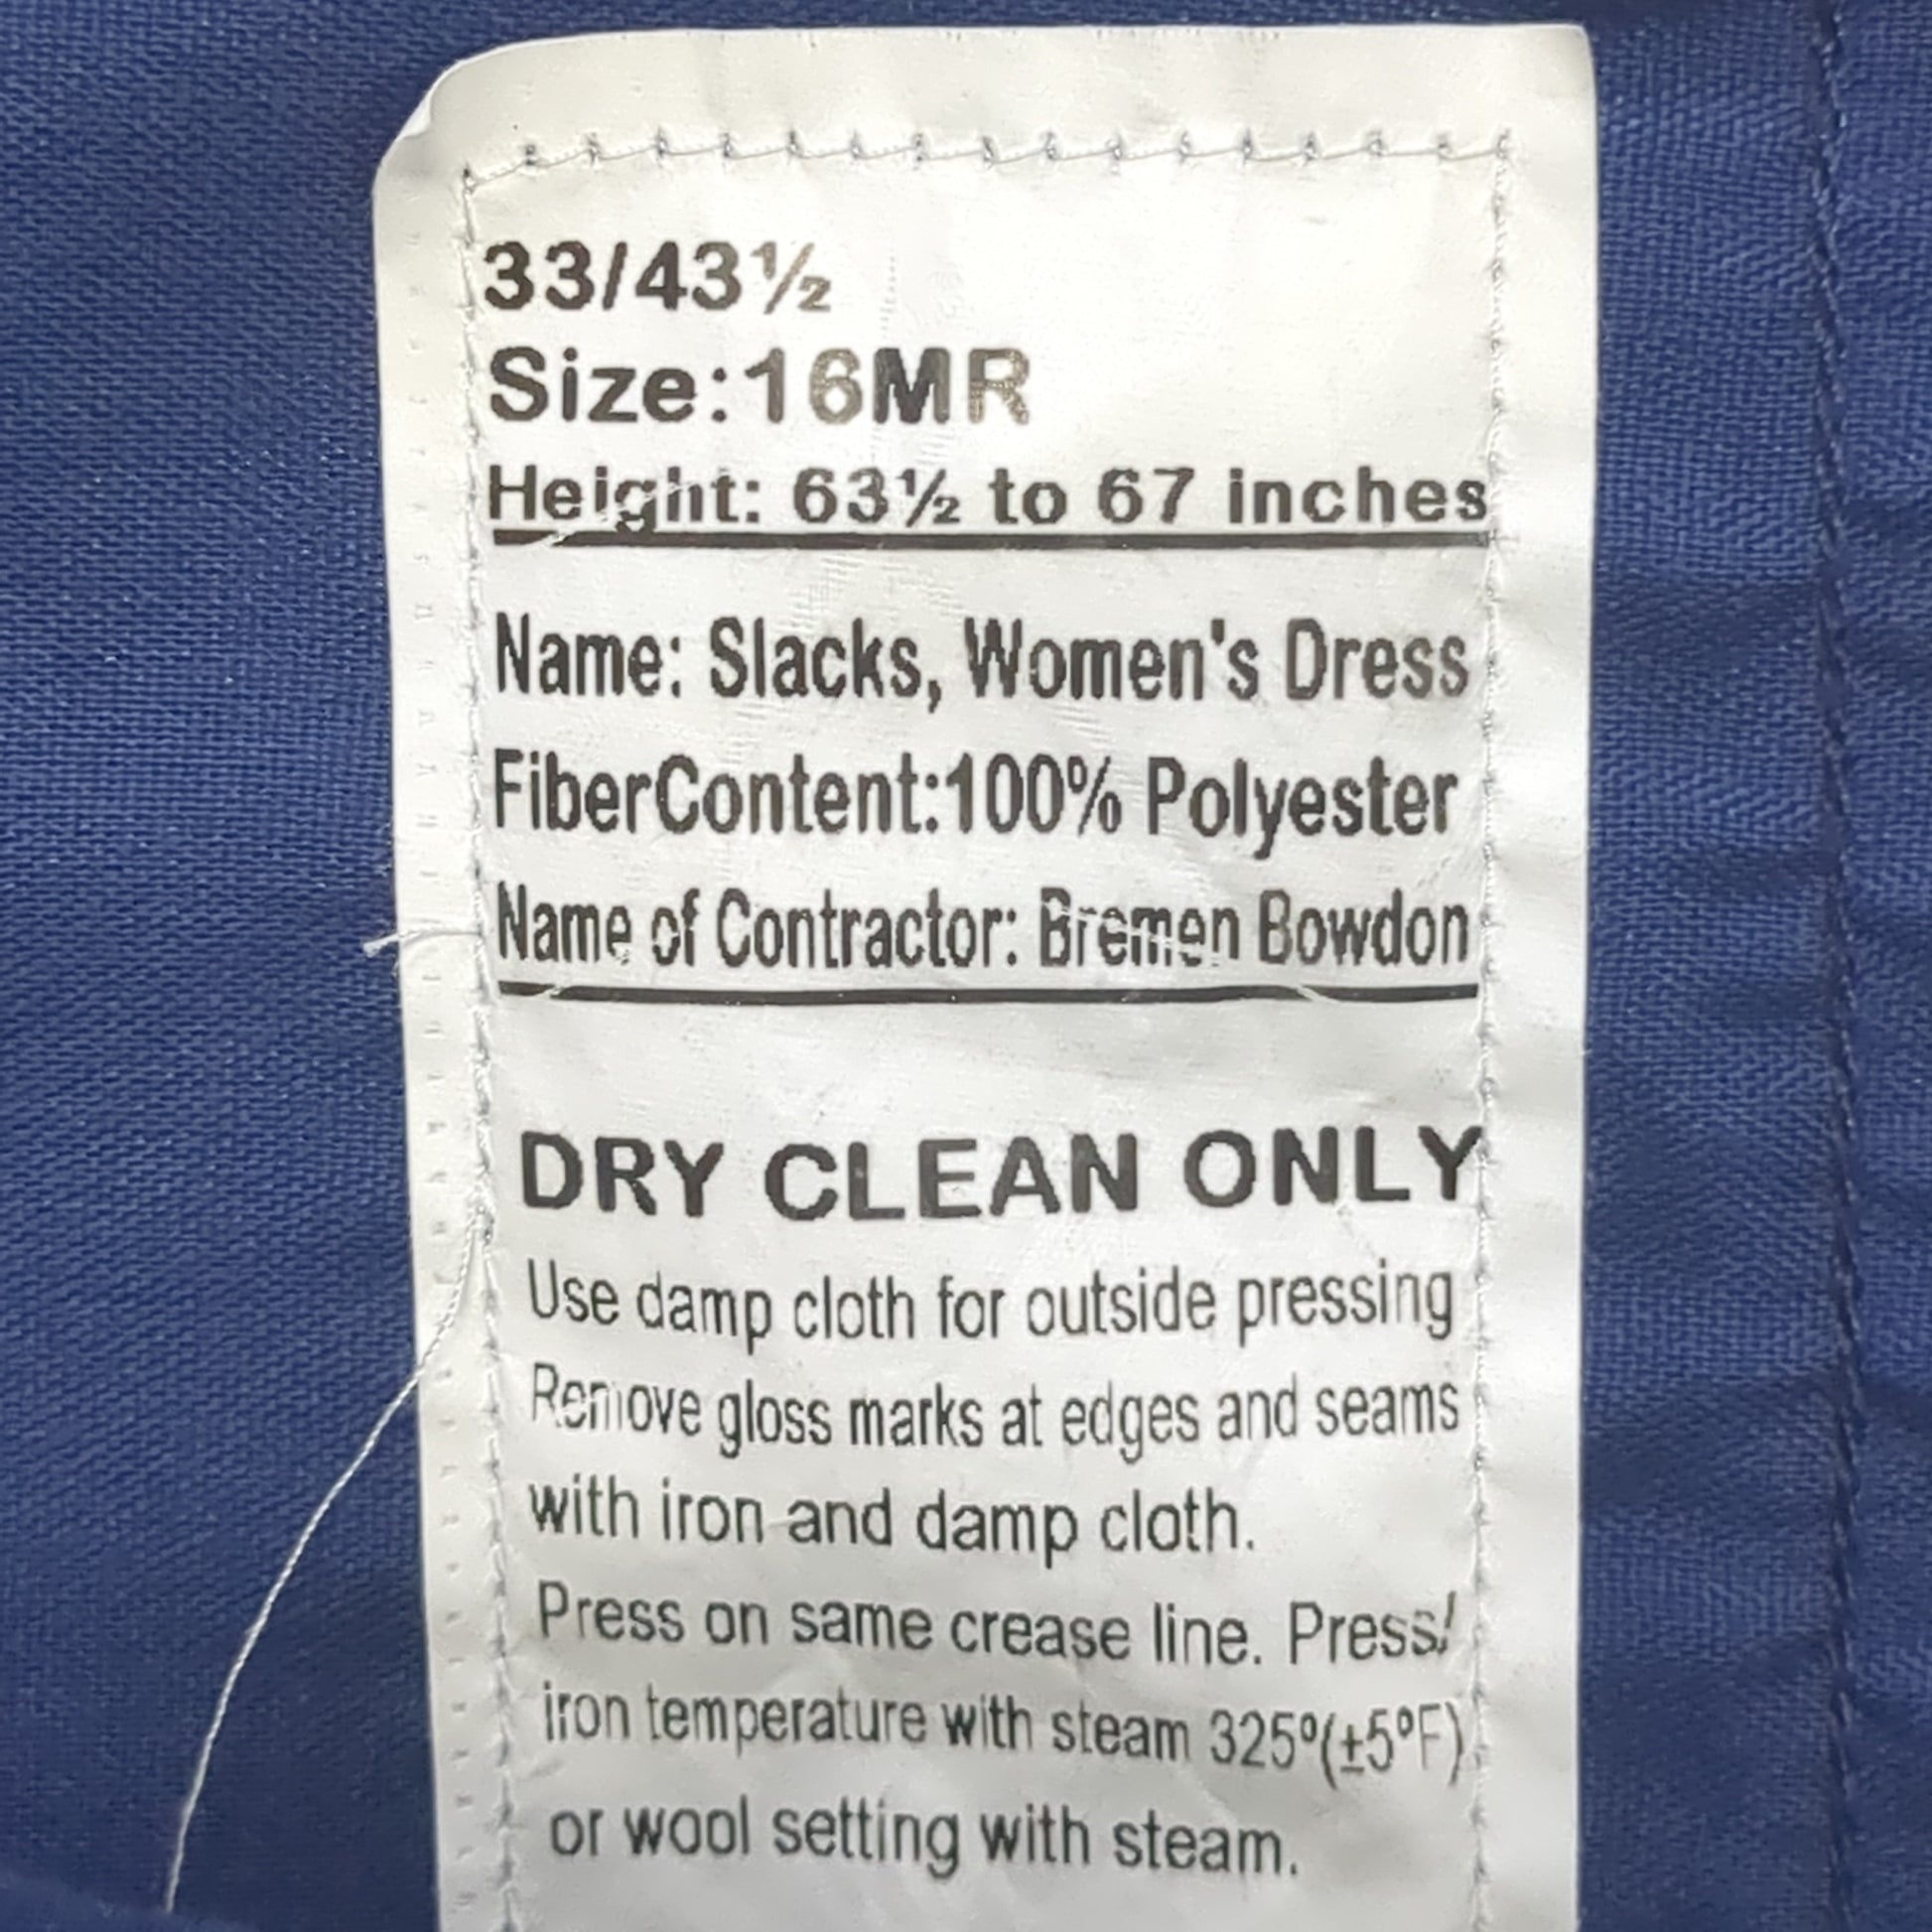 33/43½
Size:16MR
Height: 63½ to 67 inches
Name: Slacks, Women's Dress
FiberContent:100% Polyester
Name of Contractor: Bremen Bowdon
DRY CLEAN ONLY
Use damp cloth for outside pressing
Remove gloss marks at edges and seams
with iron and damp cloth.
Press on same crease line. Press/
iron temperature with steam 325º(±5ºF)
or wool setting with steam.